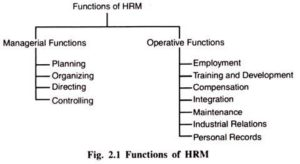 Functions of HRM
Managerial Functions
Operative Functions
Planning
Organizing
Directing
Controlling
Employment
Training and Development
Compensation
Integration
Maintenance
Industrial Relations
Personal Records
Fig. 2.1 Functions of HRM